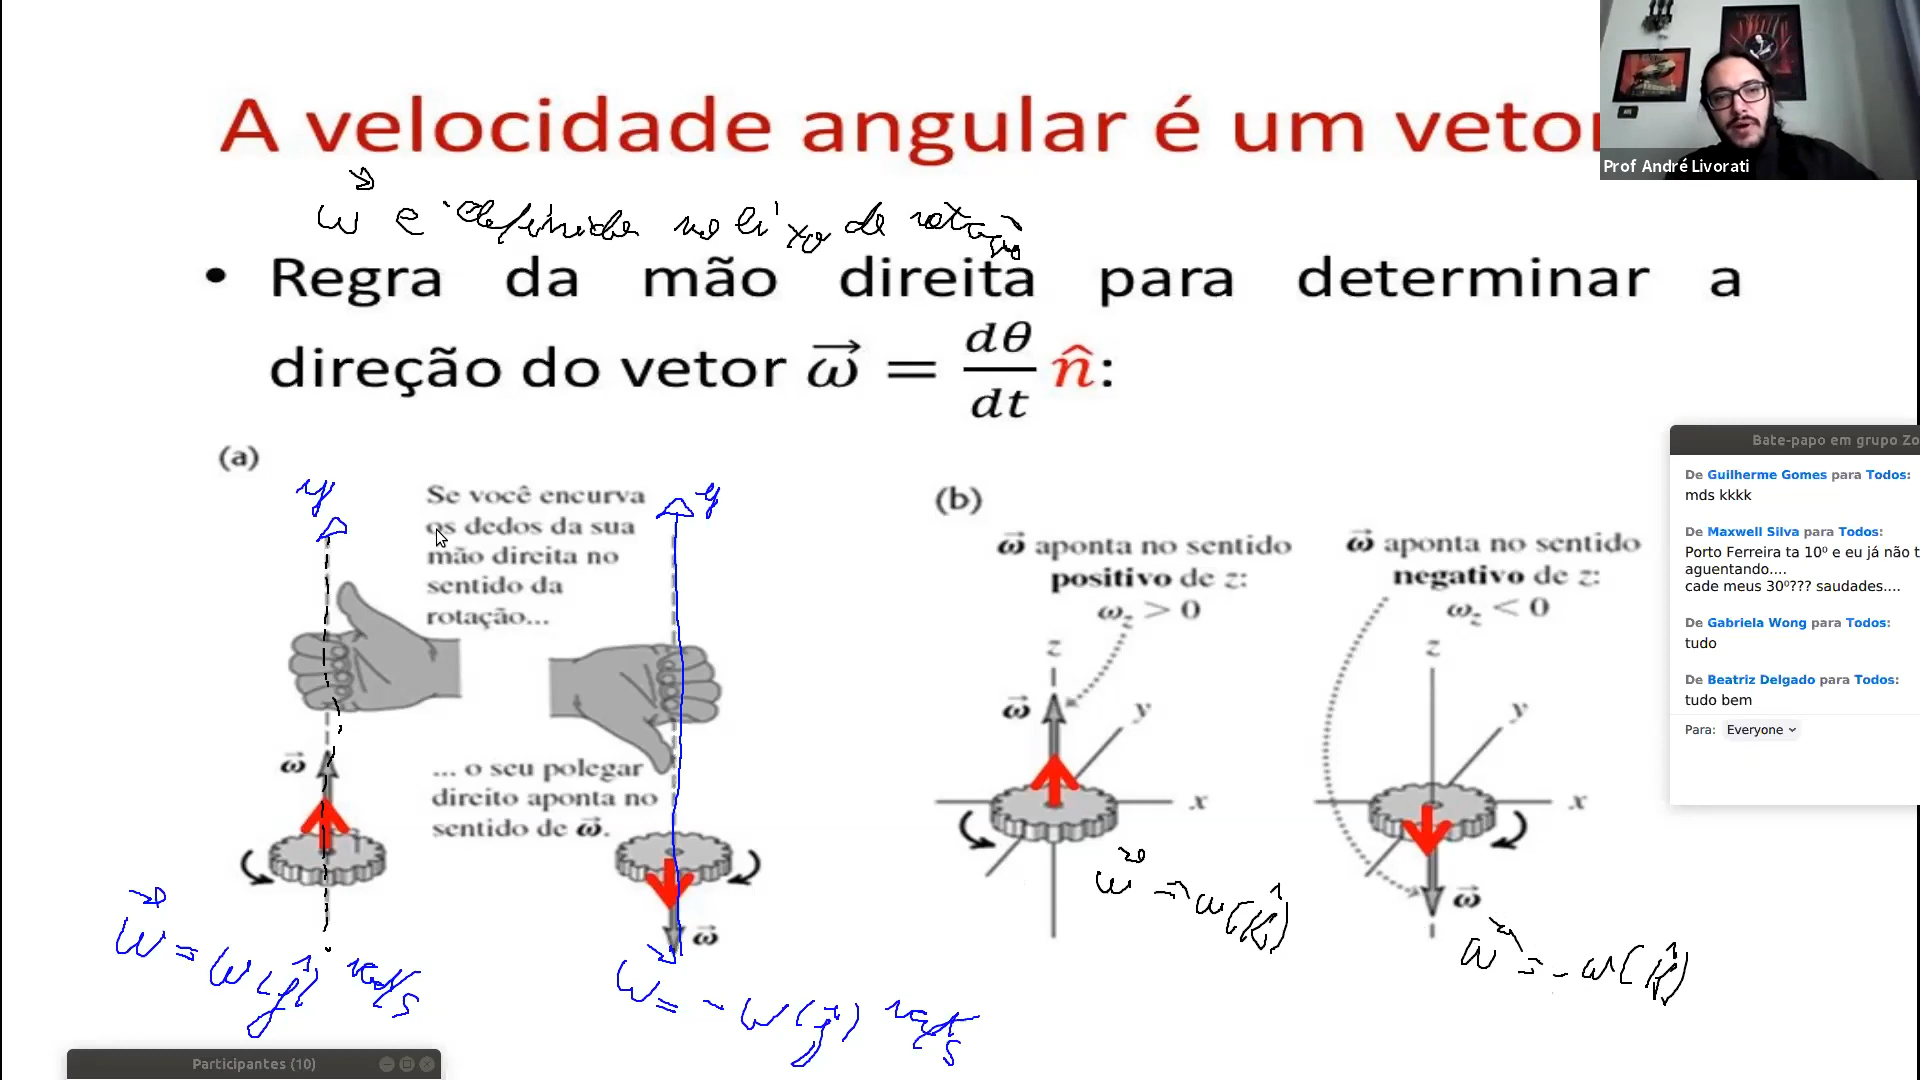 A velocidade angular é um vetor
Prof André Livorati
ω⃗ e definida no eixo de rotação
• Regra da mão direita para determinar a
direção do vetor ω⃗ = dθ/dt n̂:
(a)
y
Se você encurva
os dedos da sua
mão direita no
sentido da
rotação...
y
ω⃗
... o seu polegar
direito aponta no
sentido de ω⃗.
ω⃗
ω⃗ = ω(ĵ) rad/s
ω⃗ = -ω(ĵ) rad/s
(b)
ω⃗ aponta no sentido
positivo de z:
ω_z > 0
z
y
ω⃗
x
ω⃗ = ω(k̂)
ω⃗ aponta no sentido
negativo de z:
ω_z < 0
z
y
x
ω⃗
ω⃗ = -ω(k̂)
Bate-papo em grupo Zo
De Guilherme Gomes para Todos:
mds kkkk
De Maxwell Silva para Todos:
Porto Ferreira ta 10⁰ e eu já não t
aguentando....
cade meus 30⁰??? saudades....
De Gabriela Wong para Todos:
tudo
De Beatriz Delgado para Todos:
tudo bem
Para: Everyone
Participantes (10)